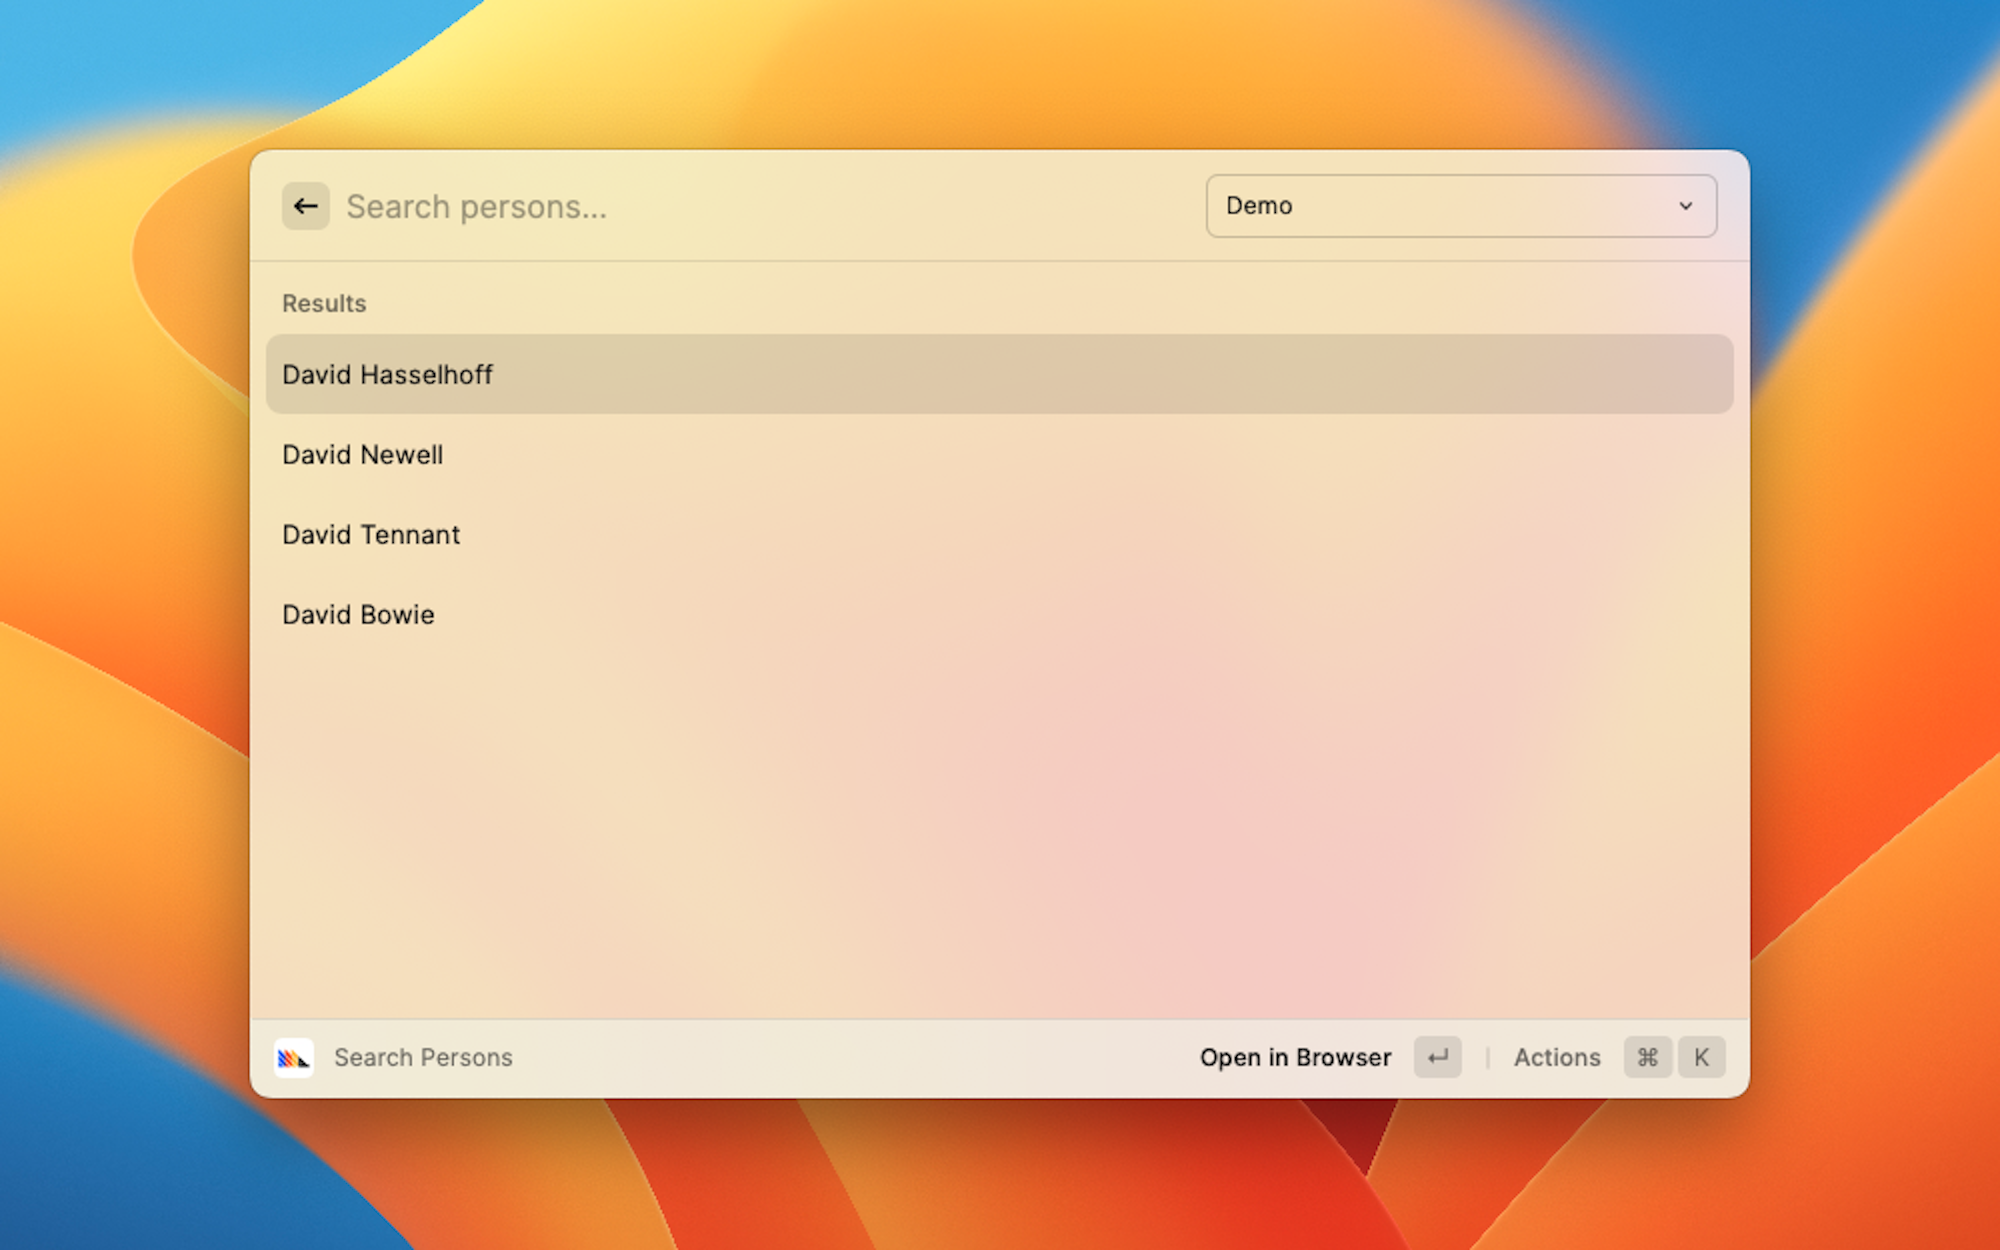 Search persons...
Demo
Results
David Hasselhoff
David Newell
David Tennant
David Bowie
Search Persons
Open in Browser ↵ | Actions ⌘ K